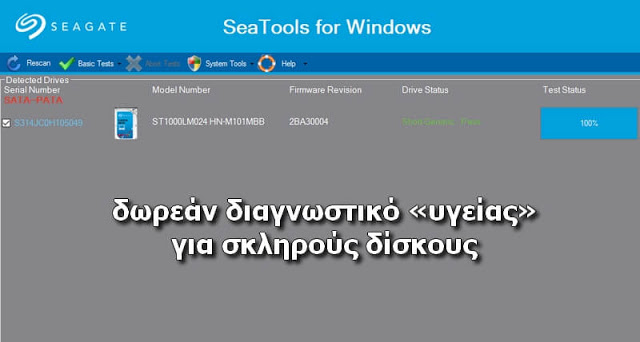 SEAGATE
SeaTools for Windows
Rescan Basic Tests Abort Tests System Tools Help
Detected Drives
Serial Number Model Number Firmware Revision Drive Status Test Status
SATA--PATA
S314JC0H105049 ST1000LM024 HN-M101MBB 2BA30004 Short Generic - Pass 100%
δωρεάν διαγνωστικό «υγείας»
για σκληρούς δίσκους